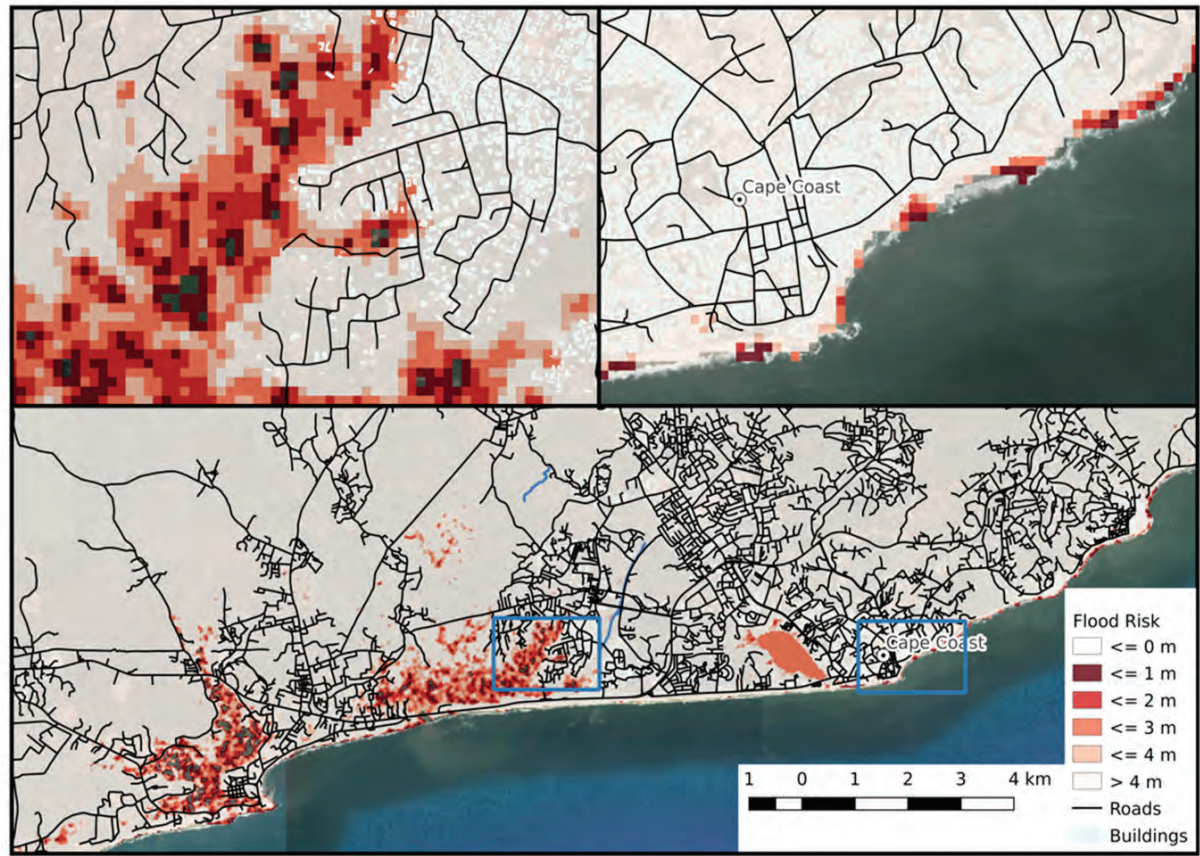 Cape Coast
Cape Coast
Flood Risk
<= 0 m
<= 1 m
<= 2 m
<= 3 m
<= 4 m
> 4 m
Roads
Buildings
1 0 1 2 3 4 km